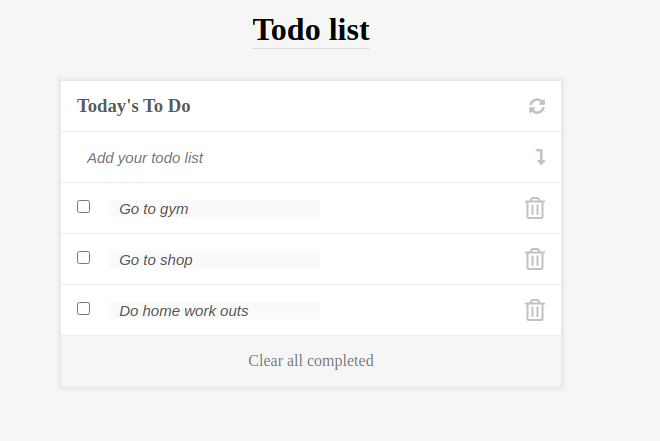 Todo list
Today's To Do
Add your todo list
Go to gym
Go to shop
Do home work outs
Clear all completed